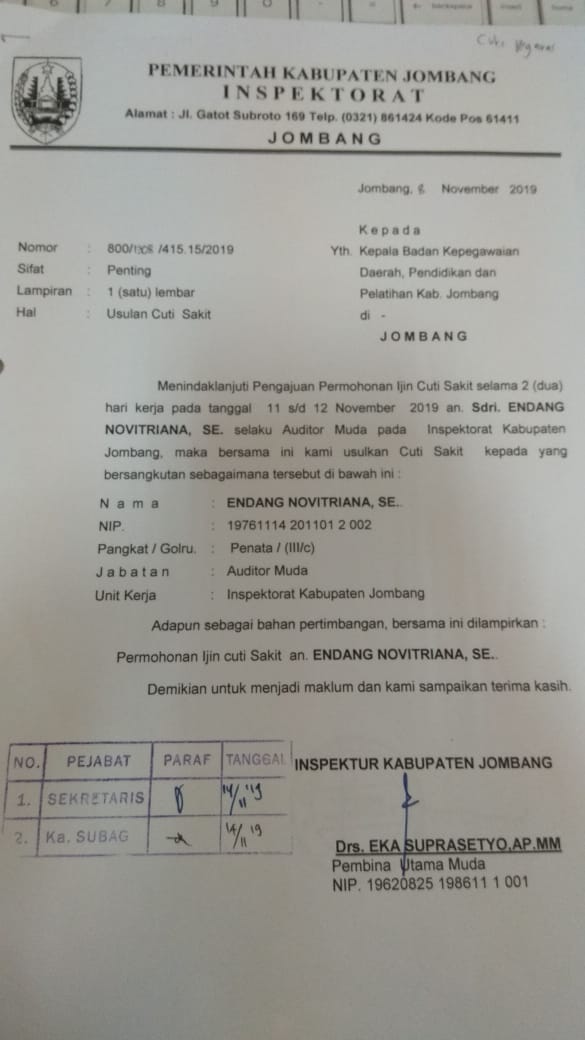 Cuti
PEMERINTAH KABUPATEN JOMBANG
INSPEKTORAT
Alamat : Jl. Gatot Subroto 169 Telp. (0321) 861424 Kode Pos 61411
JOMBANG
Jombang, 8 November 2019
Kepada
Nomor : 800/ /415.15/2019
Yth. Kepala Badan Kepegawaian
Sifat : Penting
Daerah, Pendidikan dan
Lampiran : 1 (satu) lembar
Pelatihan Kab. Jombang
Hal : Usulan Cuti Sakit
di -
JOMBANG
Menindaklanjuti Pengajuan Permohonan Ijin Cuti Sakit selama 2 (dua)
hari kerja pada tanggal 11 s/d 12 November 2019 an. Sdri. ENDANG
NOVITRIANA, SE. selaku Auditor Muda pada Inspektorat Kabupaten
Jombang, maka bersama ini kami usulkan Cuti Sakit kepada yang
bersangkutan sebagaimana tersebut di bawah ini :
N a m a : ENDANG NOVITRIANA, SE..
NIP. : 19761114 201101 2 002
Pangkat / Golru. : Penata / (III/c)
J a b a t a n : Auditor Muda
Unit Kerja : Inspektorat Kabupaten Jombang
Adapun sebagai bahan pertimbangan, bersama ini dilampirkan :
Permohonan Ijin cuti Sakit an. ENDANG NOVITRIANA, SE..
Demikian untuk menjadi maklum dan kami sampaikan terima kasih.
NO. PEJABAT PARAF TANGGAL
1. SEKRETARIS 14/11 '19
2. Ka. SUBAG 14/11 19
INSPEKTUR KABUPATEN JOMBANG
Drs. EKA SUPRASETYO,AP.MM
Pembina Utama Muda
NIP. 19620825 198611 1 001